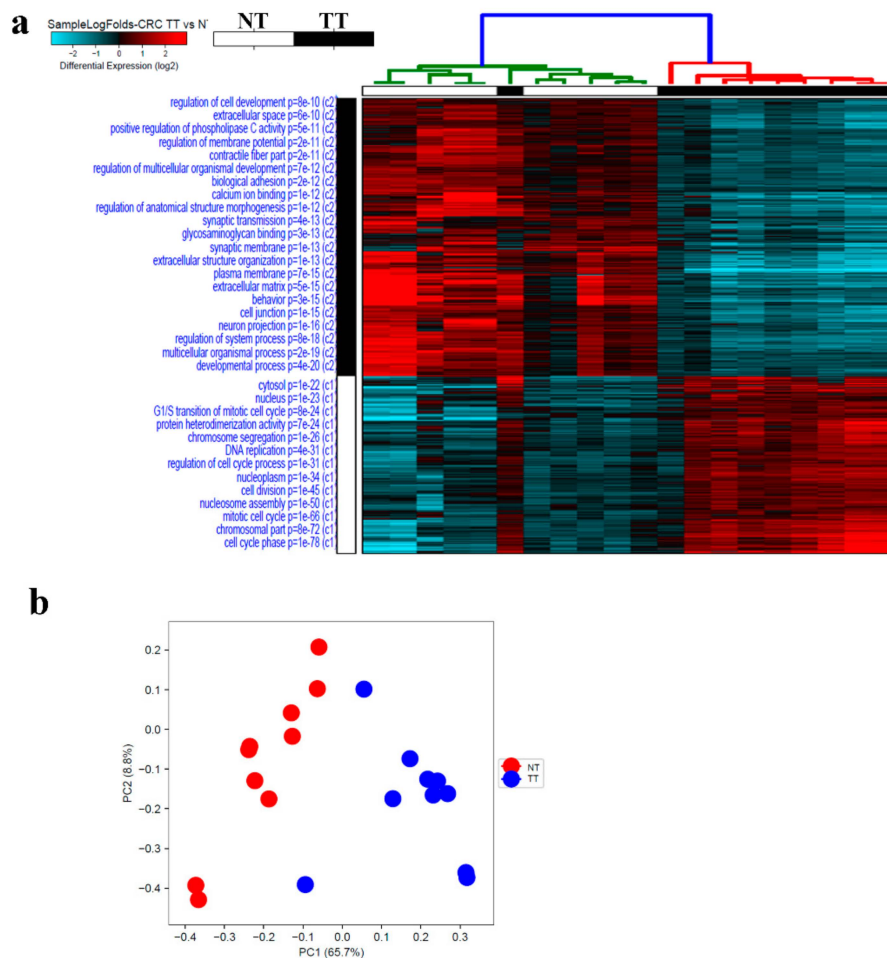 a
SampleLogFolds-CRC TT vs N
NT TT
-2 -1 0 1 2
Differential Expression (log2)
regulation of cell development p=8e-10 (c2)
extracellular space p=6e-10 (c2)
positive regulation of phospholipase C activity p=5e-11 (c2)
regulation of membrane potential p=2e-11 (c2)
contractile fiber part p=2e-11 (c2)
regulation of multicellular organismal development p=7e-12 (c2)
biological adhesion p=2e-12 (c2)
calcium ion binding p=1e-12 (c2)
regulation of anatomical structure morphogenesis p=1e-12 (c2)
synaptic transmission p=4e-13 (c2)
glycosaminoglycan binding p=3e-13 (c2)
synaptic membrane p=1e-13 (c2)
extracellular structure organization p=1e-13 (c2)
plasma membrane p=7e-15 (c2)
extracellular matrix p=5e-15 (c2)
behavior p=3e-15 (c2)
cell junction p=1e-15 (c2)
neuron projection p=1e-16 (c2)
regulation of system process p=8e-18 (c2)
multicellular organismal process p=2e-19 (c2)
developmental process p=4e-20 (c2)
cytosol p=1e-22 (c1)
nucleus p=1e-23 (c1)
G1/S transition of mitotic cell cycle p=8e-24 (c1)
protein heterodimerization activity p=7e-24 (c1)
chromosome segregation p=1e-26 (c1)
DNA replication p=4e-31 (c1)
regulation of cell cycle process p=1e-31 (c1)
nucleoplasm p=1e-34 (c1)
cell division p=1e-45 (c1)
nucleosome assembly p=1e-50 (c1)
mitotic cell cycle p=1e-66 (c1)
chromosomal part p=8e-72 (c1)
cell cycle phase p=1e-78 (c1)
b
PC2 (8.8%)
0.2
0.1
0.0
−0.1
−0.2
−0.3
−0.4
NT
TT
−0.4 −0.3 −0.2 −0.1 0.0 0.1 0.2 0.3
PC1 (65.7%)